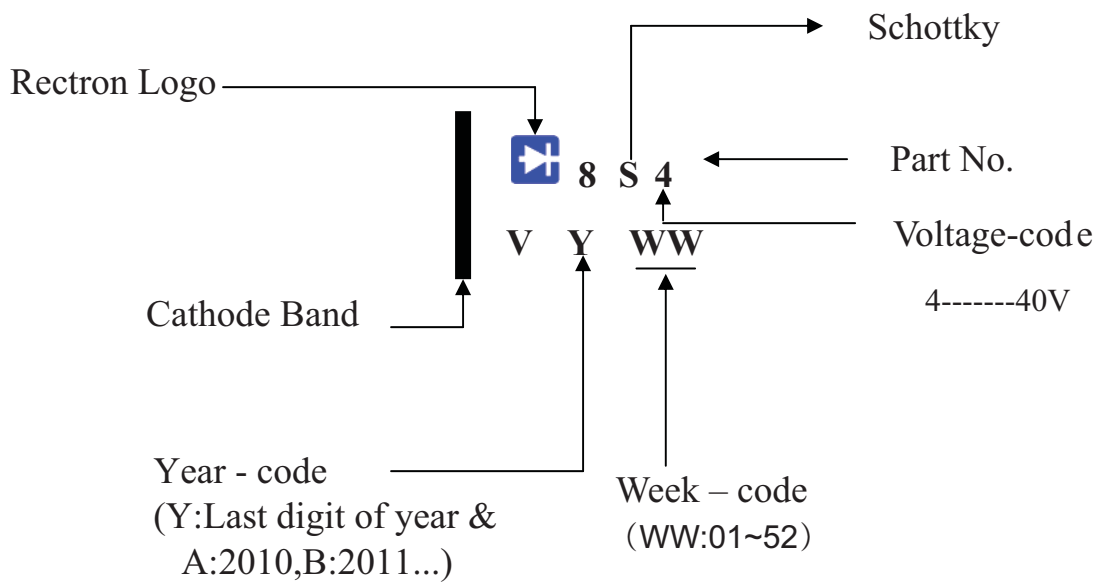 Schottky
Rectron Logo
8 S 4
Part No.
V Y WW
Voltage-code
4-------40V
Cathode Band
Year - code
(Y:Last digit of year &
A:2010,B:2011...)
Week – code
（WW:01~52）